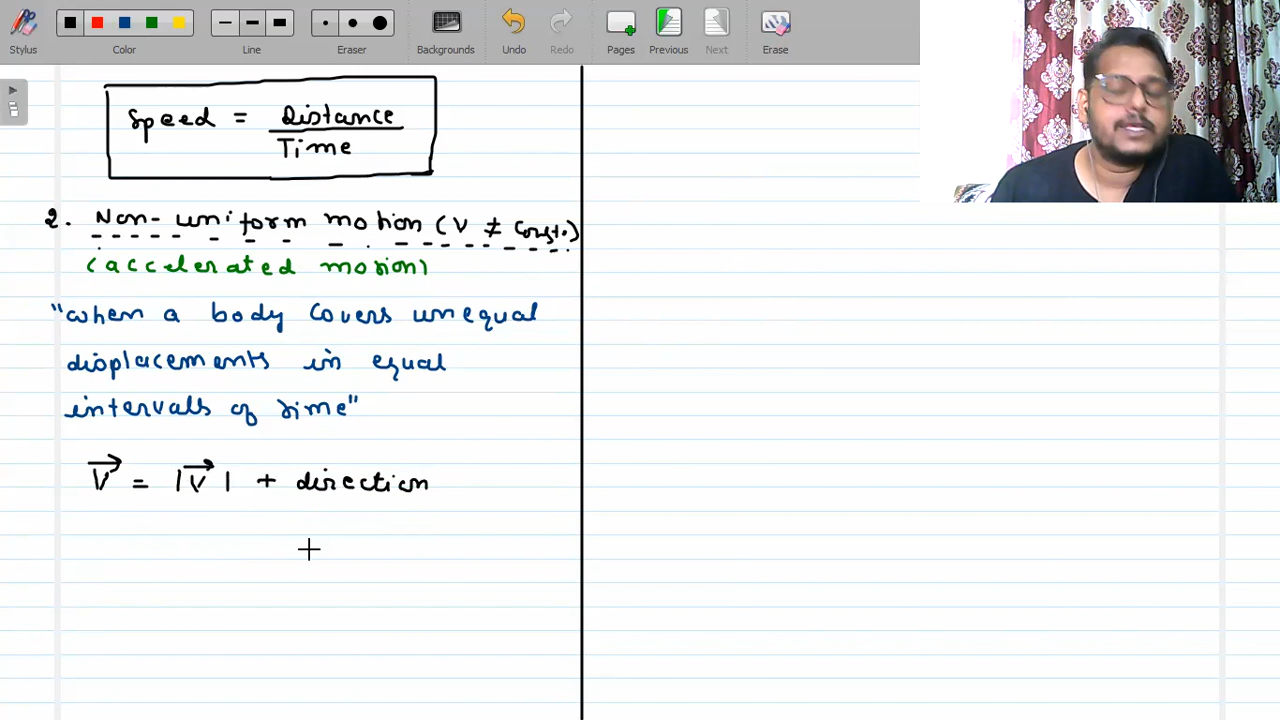 Stylus
Color
Line
Eraser
Backgrounds
Undo
Redo
Pages
Previous
Next
Erase
Speed = Distance
Time
2. Non-uniform motion (V ≠ Const.)
(accelerated motion)
"when a body covers unequal
displacements in equal
intervals of time"
V⃗ = |V⃗| + direction